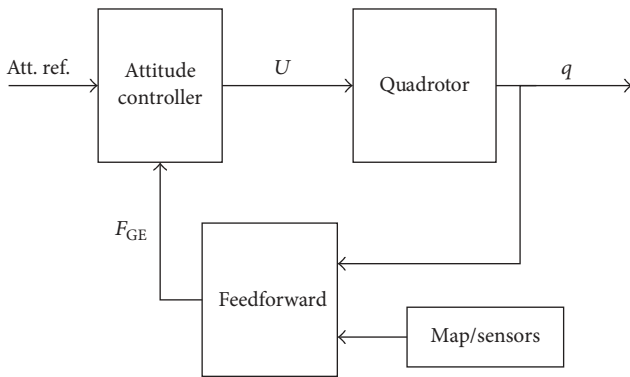 Att. ref.
Attitude
controller
U
Quadrotor
q
F_GE
Feedforward
Map/sensors